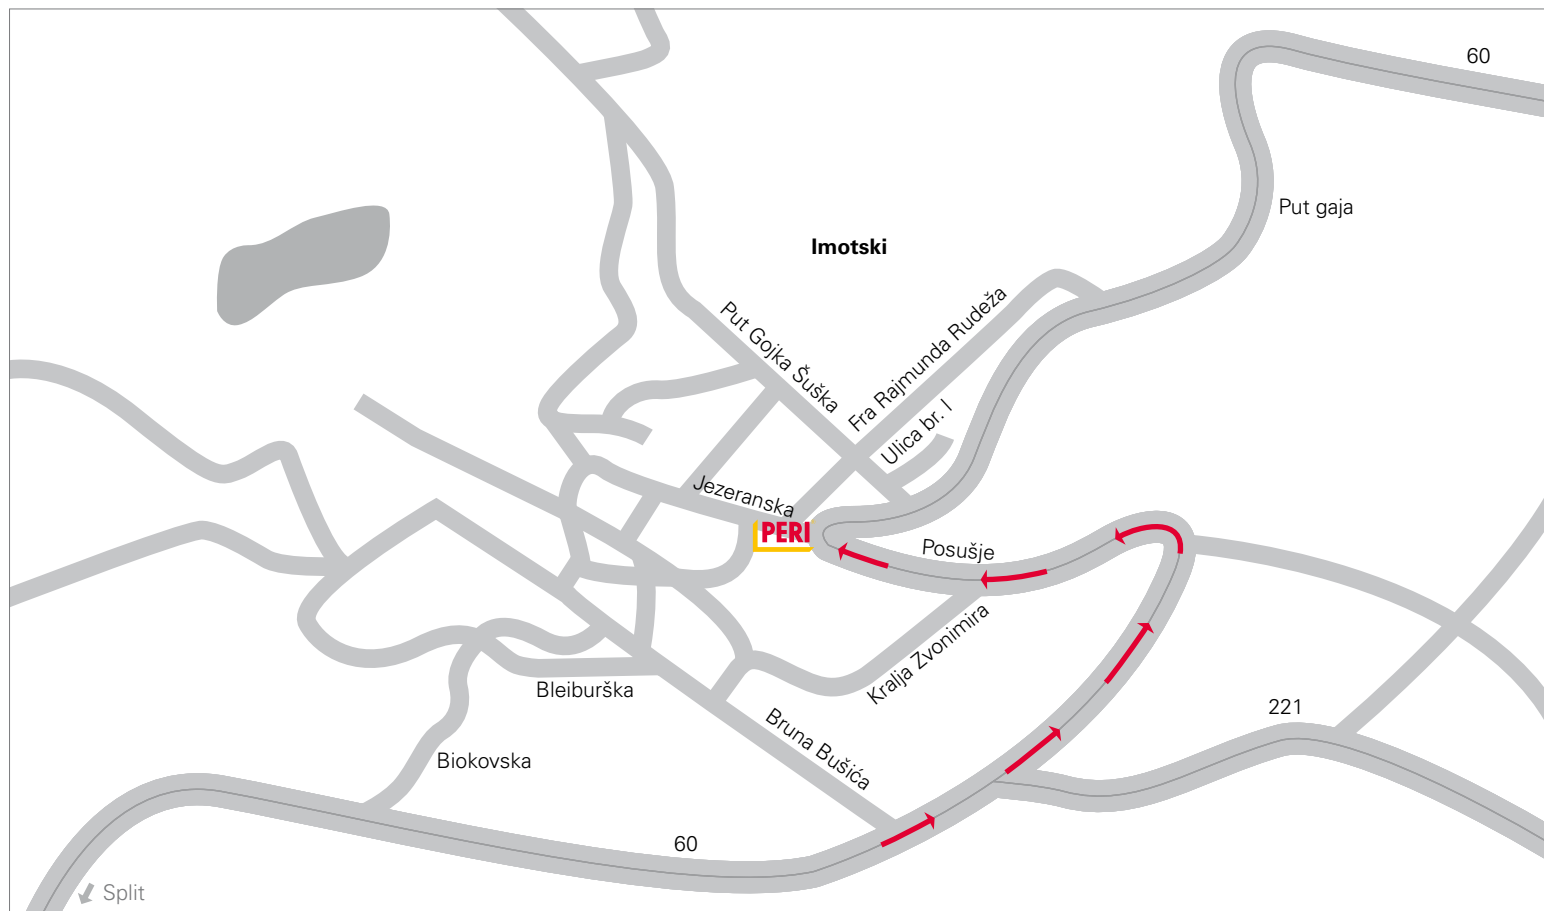 60
Put gaja
Imotski
Put Gojka Šuška
Fra Rajmunda Rudeža
Ulica br. I
Jezeranska
PERI
Posušje
Kralja Zvonimira
Bleiburška
221
Bruna Bušića
Biokovska
60
Split